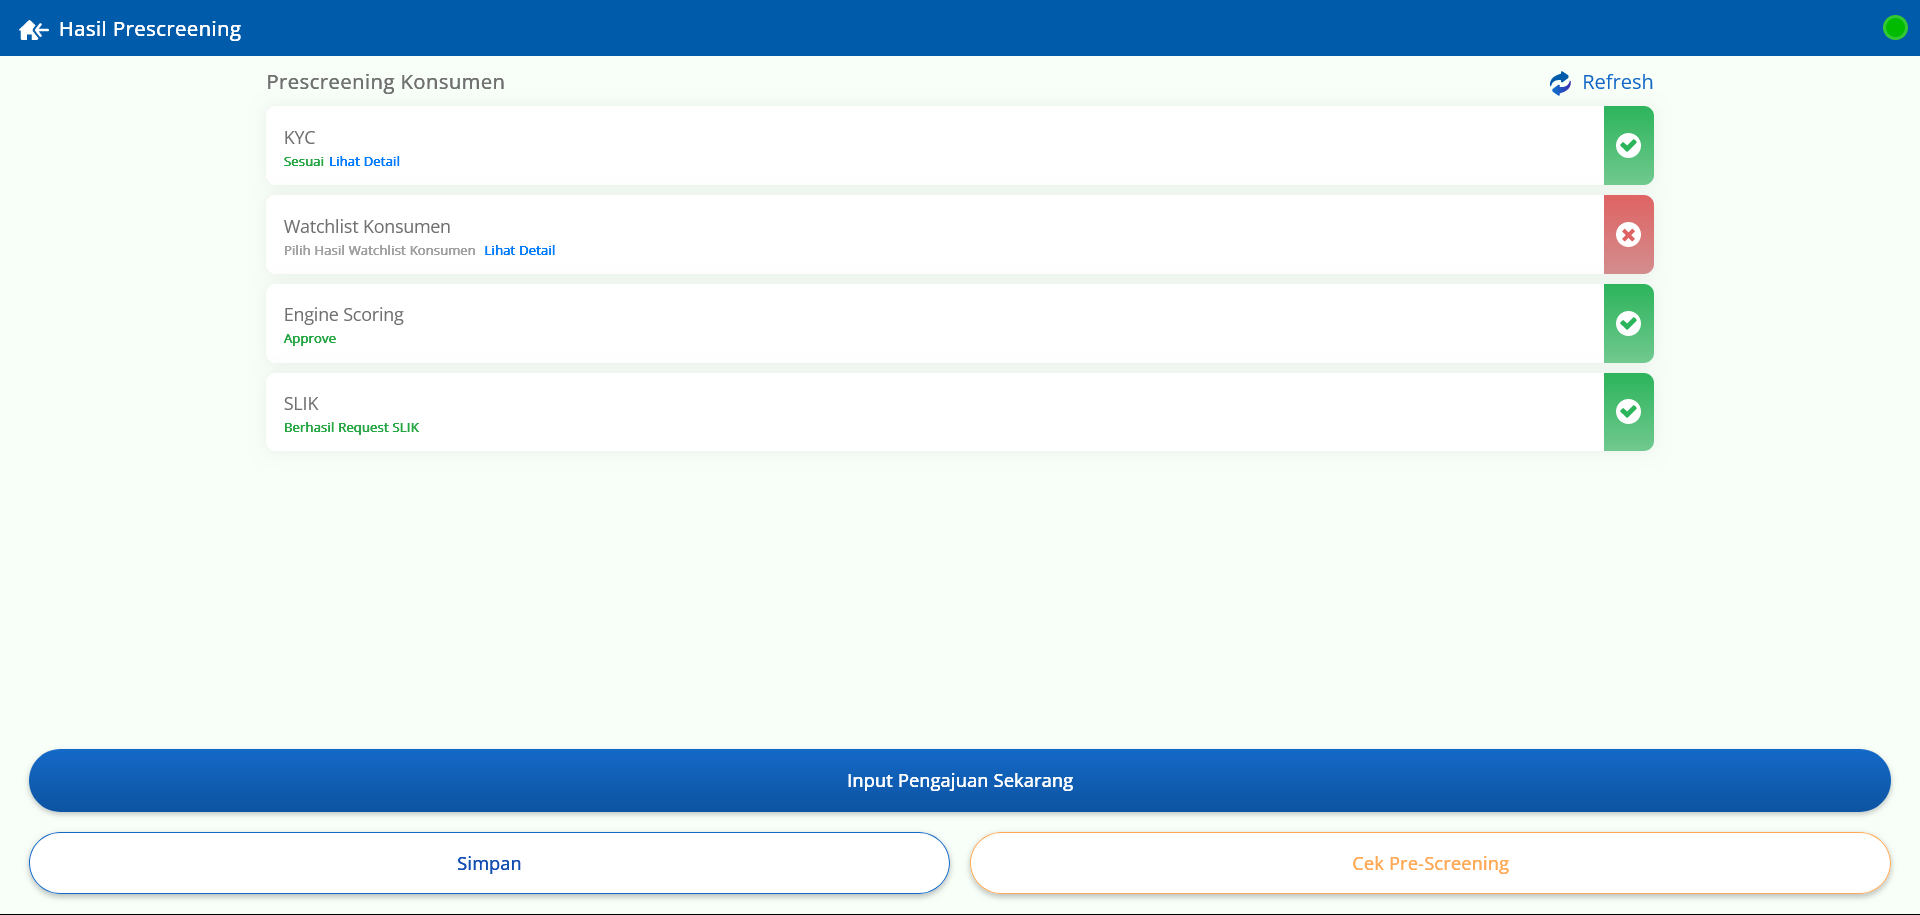 Hasil Prescreening
Prescreening Konsumen
Refresh
KYC
Sesuai Lihat Detail
Watchlist Konsumen
Pilih Hasil Watchlist Konsumen Lihat Detail
Engine Scoring
Approve
SLIK
Berhasil Request SLIK
Input Pengajuan Sekarang
Simpan
Cek Pre-Screening